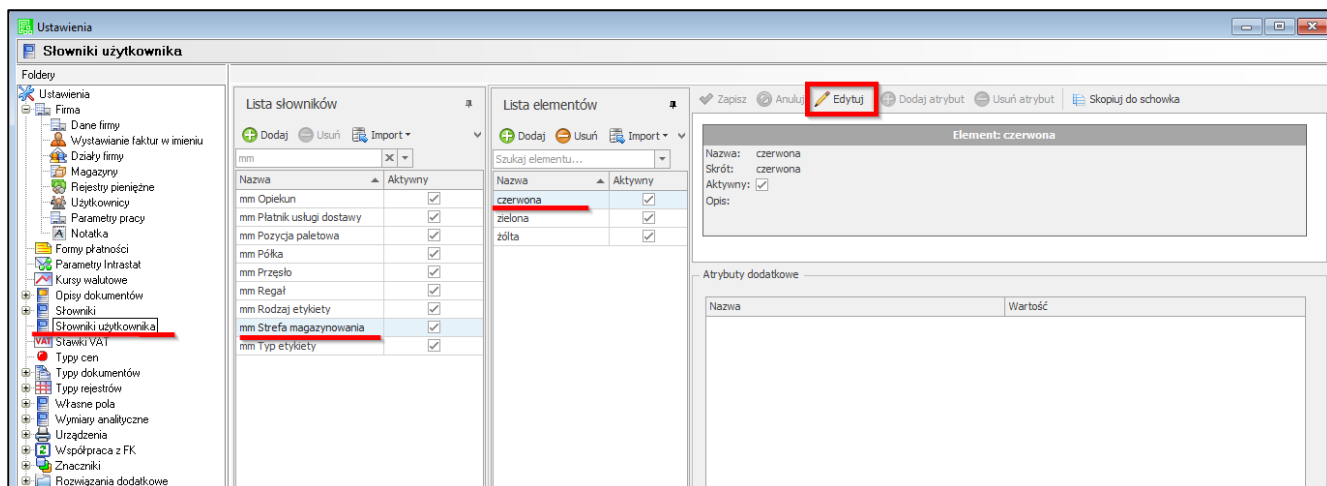 Ustawienia
Słowniki użytkownika
Foldery
Ustawienia
Firma
Dane firmy
Wystawianie faktur w imieniu
Działy firmy
Magazyny
Rejestry pieniężne
Użytkownicy
Parametry pracy
Notatka
Formy płatności
Parametry Intrastat
Kursy walutowe
Opisy dokumentów
Słowniki
Słowniki użytkownika
VAT Stawki VAT
Typy cen
Typy dokumentów
Typy rejestrów
Własne pola
Wymiary analityczne
Urządzenia
Współpraca z FK
Znaczniki
Rozwiązania dodatkowe
Lista słowników
Dodaj Usuń Import
mm
Nazwa Aktywny
mm Opiekun
mm Płatnik usługi dostawy
mm Pozycja paletowa
mm Półka
mm Przęsło
mm Regał
mm Rodzaj etykiety
mm Strefa magazynowania
mm Typ etykiety
Lista elementów
Dodaj Usuń Import
Szukaj elementu...
Nazwa Aktywny
czerwona
zielona
żółta
Zapisz Anuluj Edytuj Dodaj atrybut Usuń atrybut Skopiuj do schowka
Element: czerwona
Nazwa: czerwona
Skrót: czerwona
Aktywny:
Opis:
Atrybuty dodatkowe
Nazwa Wartość